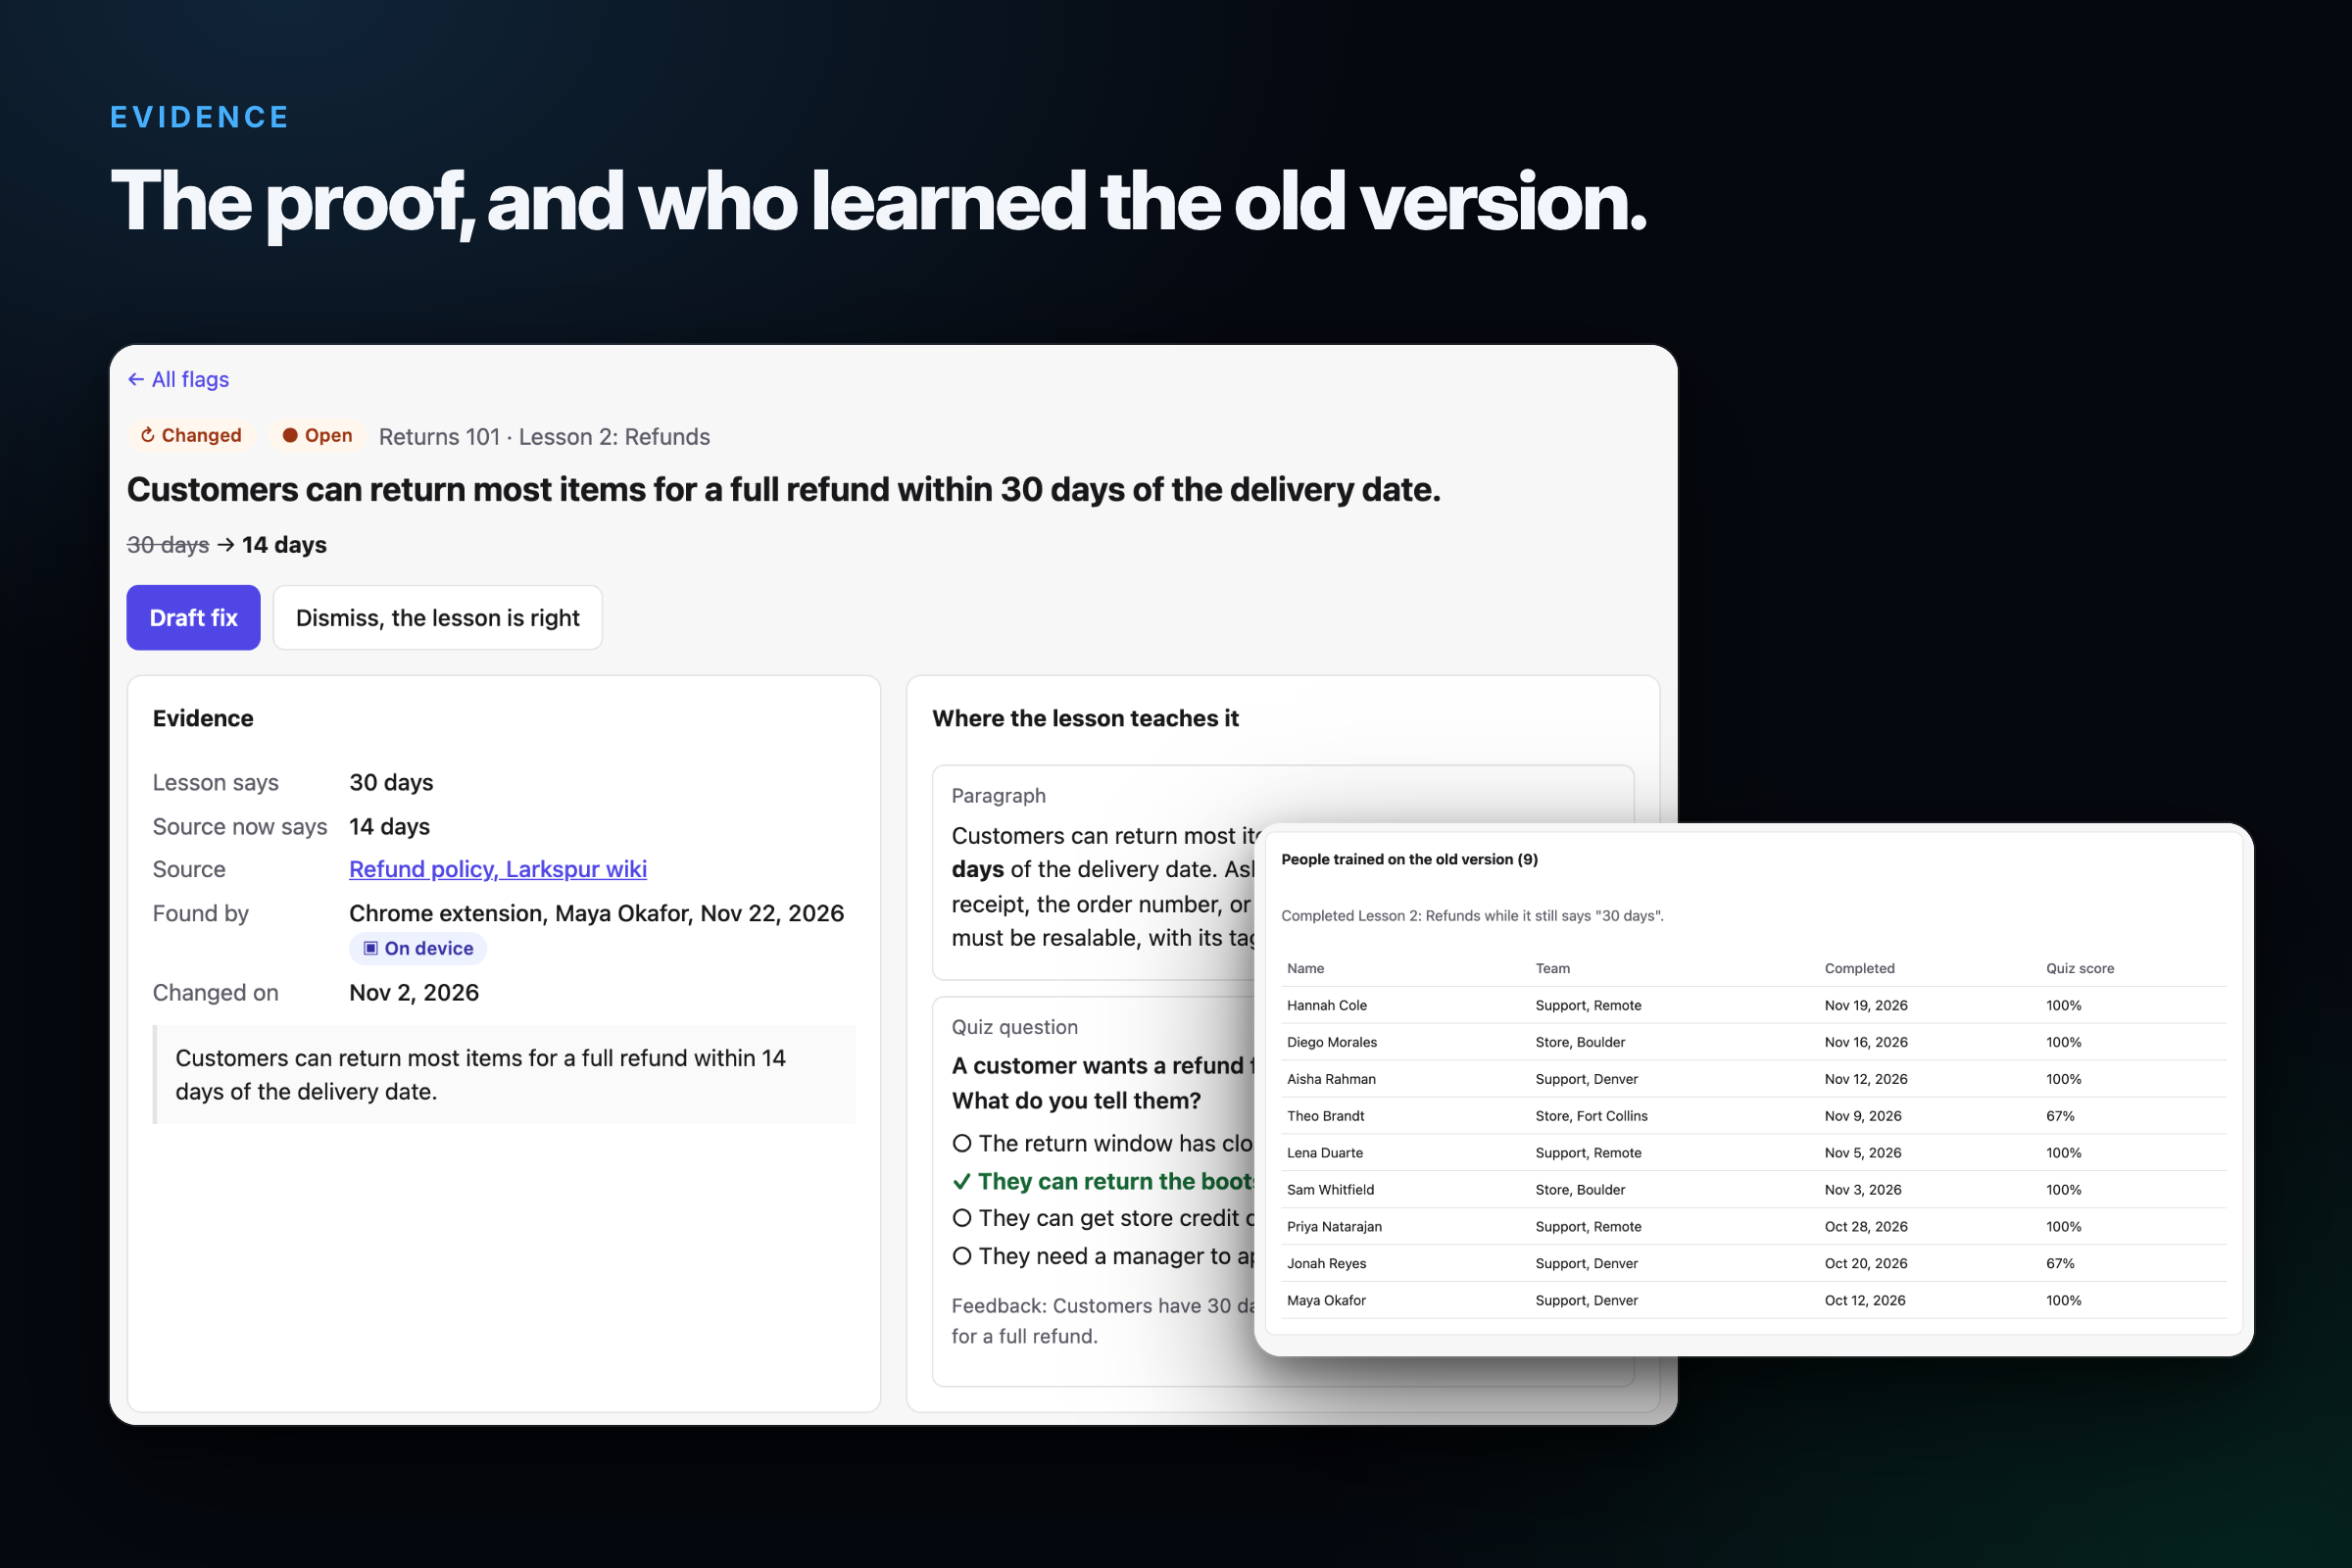 EVIDENCE
The proof, and who learned the old version.
← All flags
Changed Open Returns 101 · Lesson 2: Refunds
Customers can return most items for a full refund within 30 days of the delivery date.
30 days → 14 days
Draft fix Dismiss, the lesson is right
Evidence
Lesson says 30 days
Source now says 14 days
Source Refund policy, Larkspur wiki
Found by Chrome extension, Maya Okafor, Nov 22, 2026
On device
Changed on Nov 2, 2026
Customers can return most items for a full refund within 14
days of the delivery date.
Where the lesson teaches it
Paragraph
Customers can return most
days of the delivery date.
receipt, the order number, or
must be resalable, with its
Quiz question
A customer wants a refund
What do you tell them?
The return window has
✓ They can return the
They can get store credit
They need a manager to
Feedback: Customers have 30
for a full refund.
People trained on the old version (9)
Completed Lesson 2: Refunds while it still says "30 days".
Name Team Completed Quiz score
Hannah Cole Support, Remote Nov 19, 2026 100%
Diego Morales Store, Boulder Nov 16, 2026 100%
Aisha Rahman Support, Denver Nov 12, 2026 100%
Theo Brandt Store, Fort Collins Nov 9, 2026 67%
Lena Duarte Support, Remote Nov 5, 2026 100%
Sam Whitfield Store, Boulder Nov 3, 2026 100%
Priya Natarajan Support, Remote Oct 28, 2026 100%
Jonah Reyes Support, Denver Oct 20, 2026 67%
Maya Okafor Support, Denver Oct 12, 2026 100%